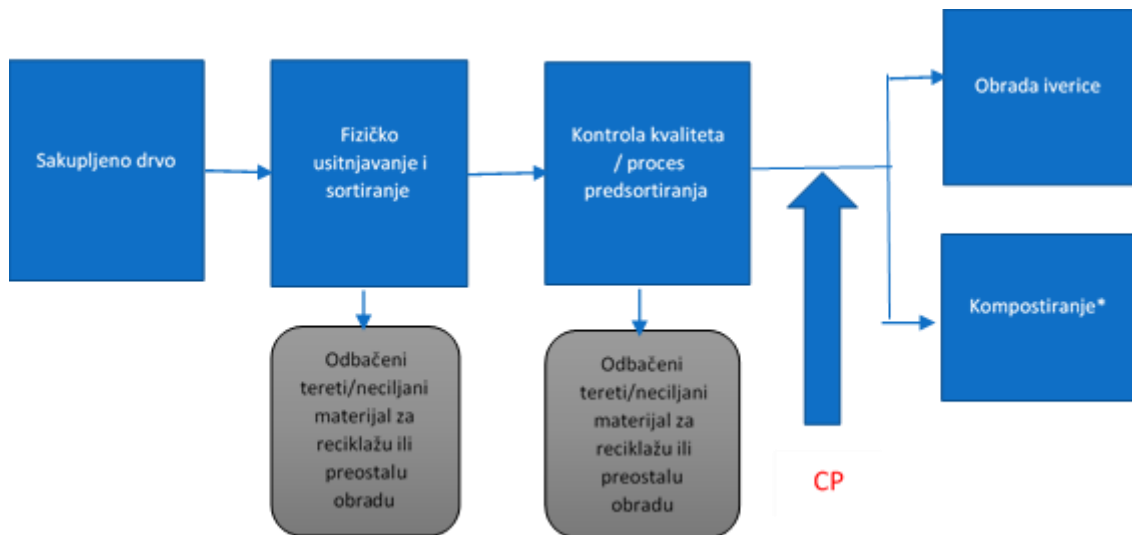 Sakupljeno drvo
Fizičko
usitnjavanje i
sortiranje
Kontrola kvaliteta
/ proces
predsortiranja
Obrada iverice
Kompostiranje*
Odbačeni
tereti/neciljani
materijal za
reciklažu ili
preostalu
obradu
Odbačeni
tereti/neciljani
materijal za
reciklažu ili
preostalu
obradu
CP